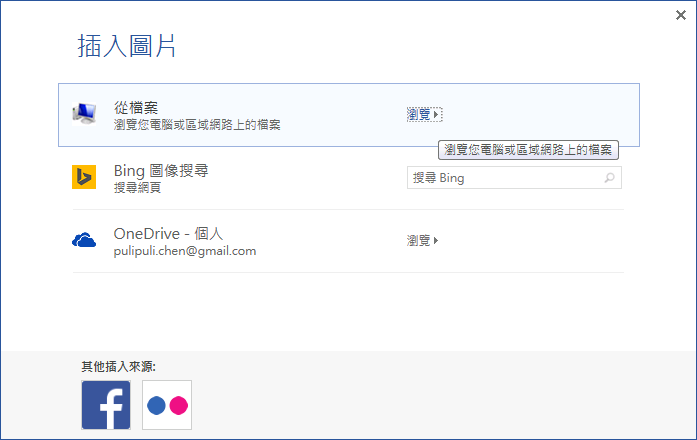 插入圖片
從檔案
瀏覽您電腦或區域網路上的檔案
瀏覽
瀏覽您電腦或區域網路上的檔案
Bing 圖像搜尋
搜尋網頁
搜尋 Bing
OneDrive - 個人
pulipuli.chen@gmail.com
瀏覽
其他插入來源: